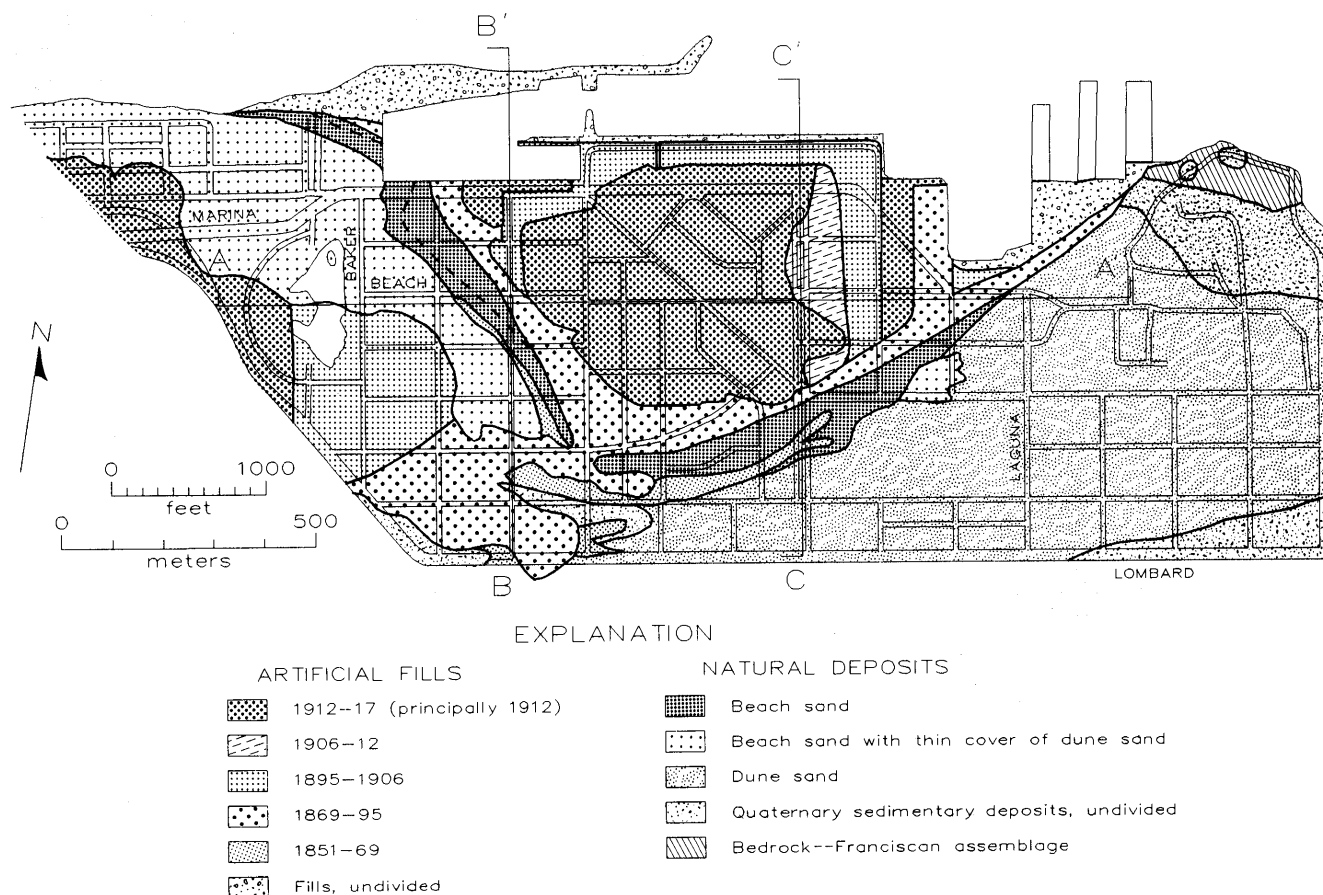 B'
C'
MARINA
A
BAKER
BEACH
A'
N
LAGUNA
0 1000
feet
0 500
meters
B
C
LOMBARD
EXPLANATION
ARTIFICIAL FILLS
1912--17 (principally 1912)
1906-12
1895-1906
1869-95
1851-69
Fills, undivided
NATURAL DEPOSITS
Beach sand
Beach sand with thin cover of dune sand
Dune sand
Quaternary sedimentary deposits, undivided
Bedrock--Franciscan assemblage